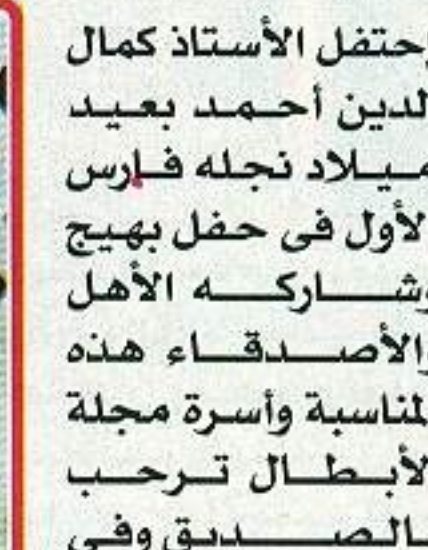 إحتفل الأستاذ كمال
الدين أحمد بعيد
ميلاد نجله فارس
الأول فى حفل بهيج
وشاركه الأهل
والأصدقاء هذه
المناسبة وأسرة مجلة
الأبطال ترحب
بالصديق وفى